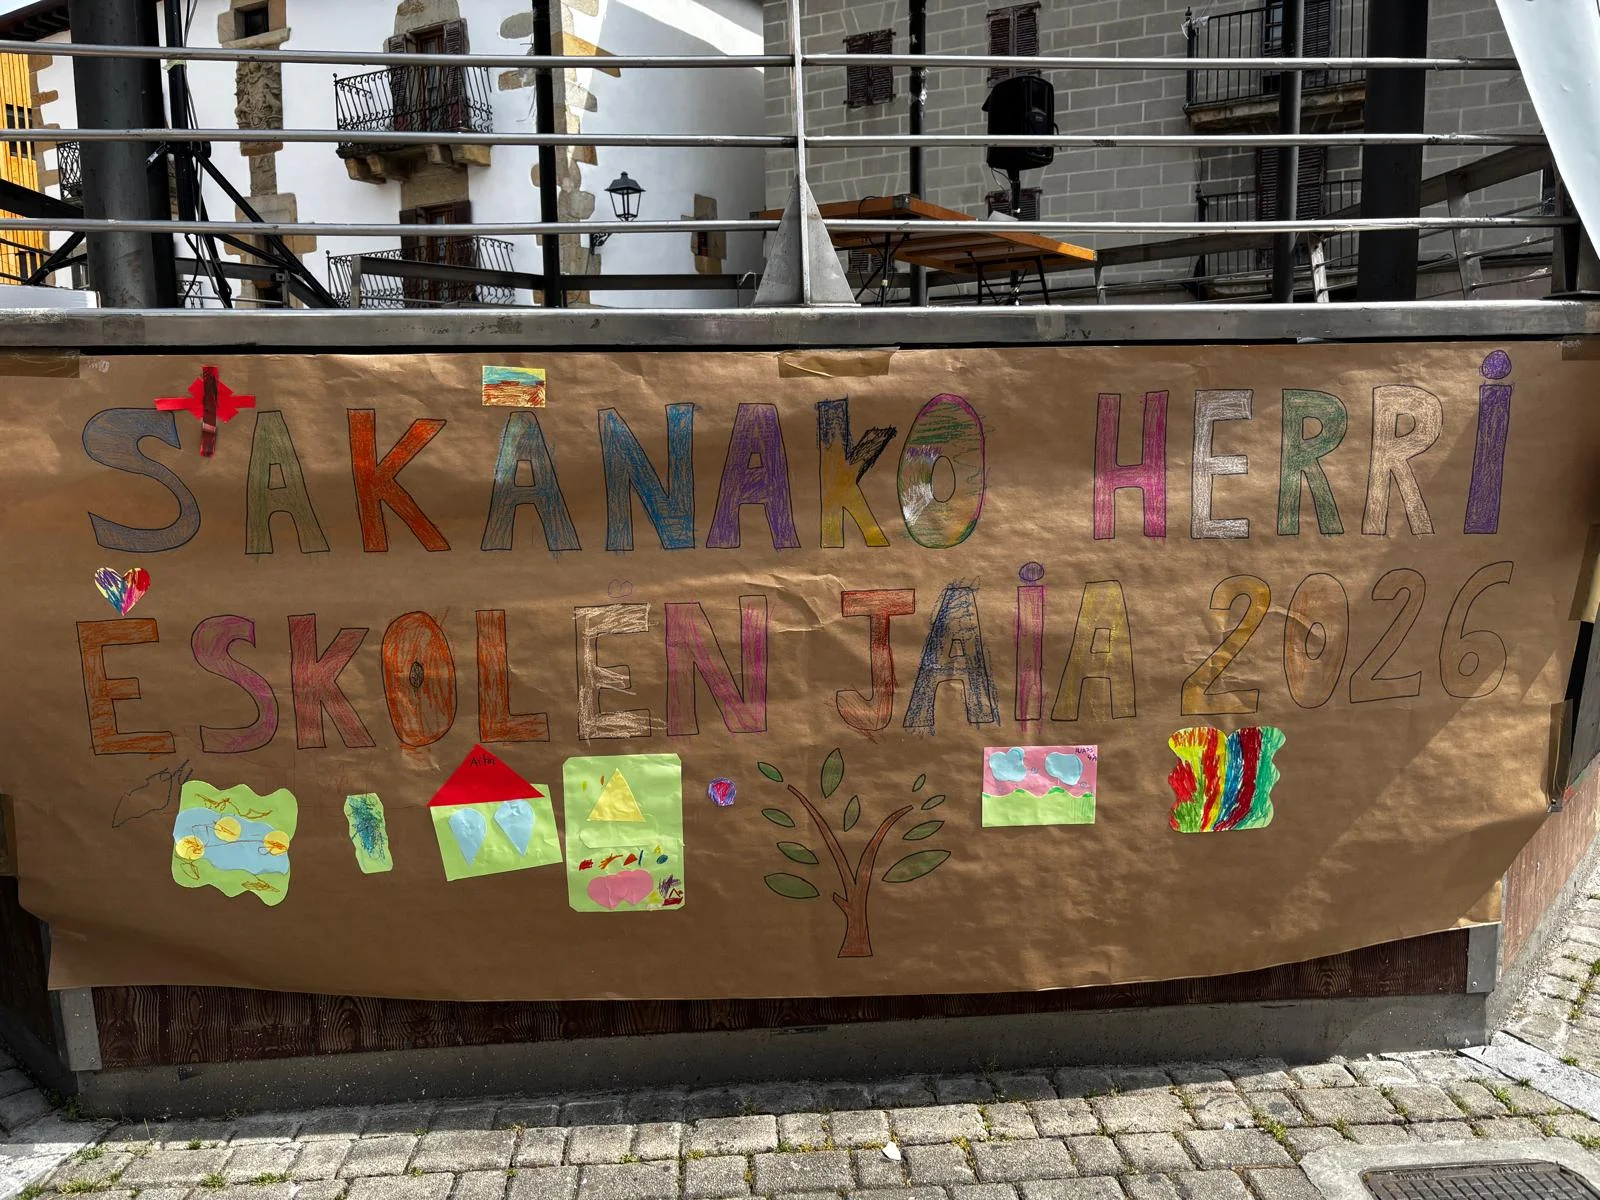 SAKANAKO HERRi
ESKOLEN JAiA 2026